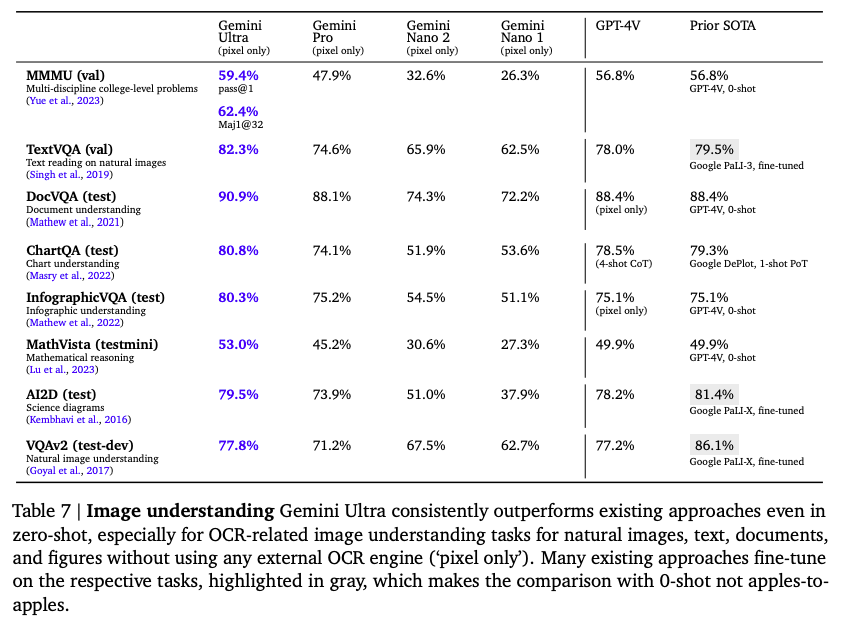 Gemini Ultra (pixel only) Gemini Pro (pixel only) Gemini Nano 2 (pixel only) Gemini Nano 1 (pixel only) GPT-4V Prior SOTA
MMMU (val) 59.4% 47.9% 32.6% 26.3% 56.8% 56.8%
Multi-discipline college-level problems pass@1 GPT-4V, 0-shot
(Yue et al., 2023)
62.4%
Maj1@32
TextVQA (val) 82.3% 74.6% 65.9% 62.5% 78.0% 79.5%
Text reading on natural images Google PaLI-3, fine-tuned
(Singh et al., 2019)
DocVQA (test) 90.9% 88.1% 74.3% 72.2% 88.4% 88.4%
Document understanding (pixel only) GPT-4V, 0-shot
(Mathew et al., 2021)
ChartQA (test) 80.8% 74.1% 51.9% 53.6% 78.5% 79.3%
Chart understanding (4-shot CoT) Google DePlot, 1-shot PoT
(Masry et al., 2022)
InfographicVQA (test) 80.3% 75.2% 54.5% 51.1% 75.1% 75.1%
Infographic understanding (pixel only) GPT-4V, 0-shot
(Mathew et al., 2022)
MathVista (testmini) 53.0% 45.2% 30.6% 27.3% 49.9% 49.9%
Mathematical reasoning GPT-4V, 0-shot
(Lu et al., 2023)
AI2D (test) 79.5% 73.9% 51.0% 37.9% 78.2% 81.4%
Science diagrams Google PaLI-X, fine-tuned
(Kembhavi et al., 2016)
VQAv2 (test-dev) 77.8% 71.2% 67.5% 62.7% 77.2% 86.1%
Natural image understanding Google PaLI-X, fine-tuned
(Goyal et al., 2017)
Table 7 | Image understanding Gemini Ultra consistently outperforms existing approaches even in
zero-shot, especially for OCR-related image understanding tasks for natural images, text, documents,
and figures without using any external OCR engine (‘pixel only’). Many existing approaches fine-tune
on the respective tasks, highlighted in gray, which makes the comparison with 0-shot not apples-to-
apples.